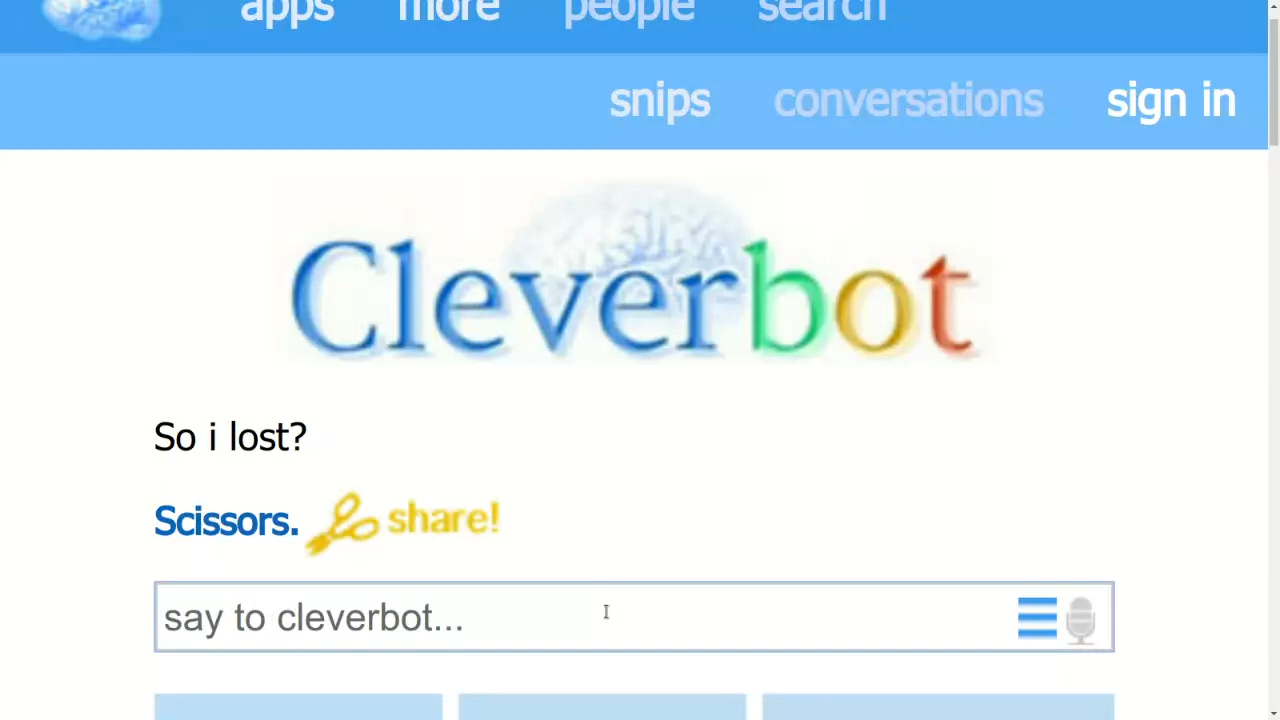 apps more people search
snips conversations sign in
Cleverbot
So i lost?
Scissors. share!
say to cleverbot...